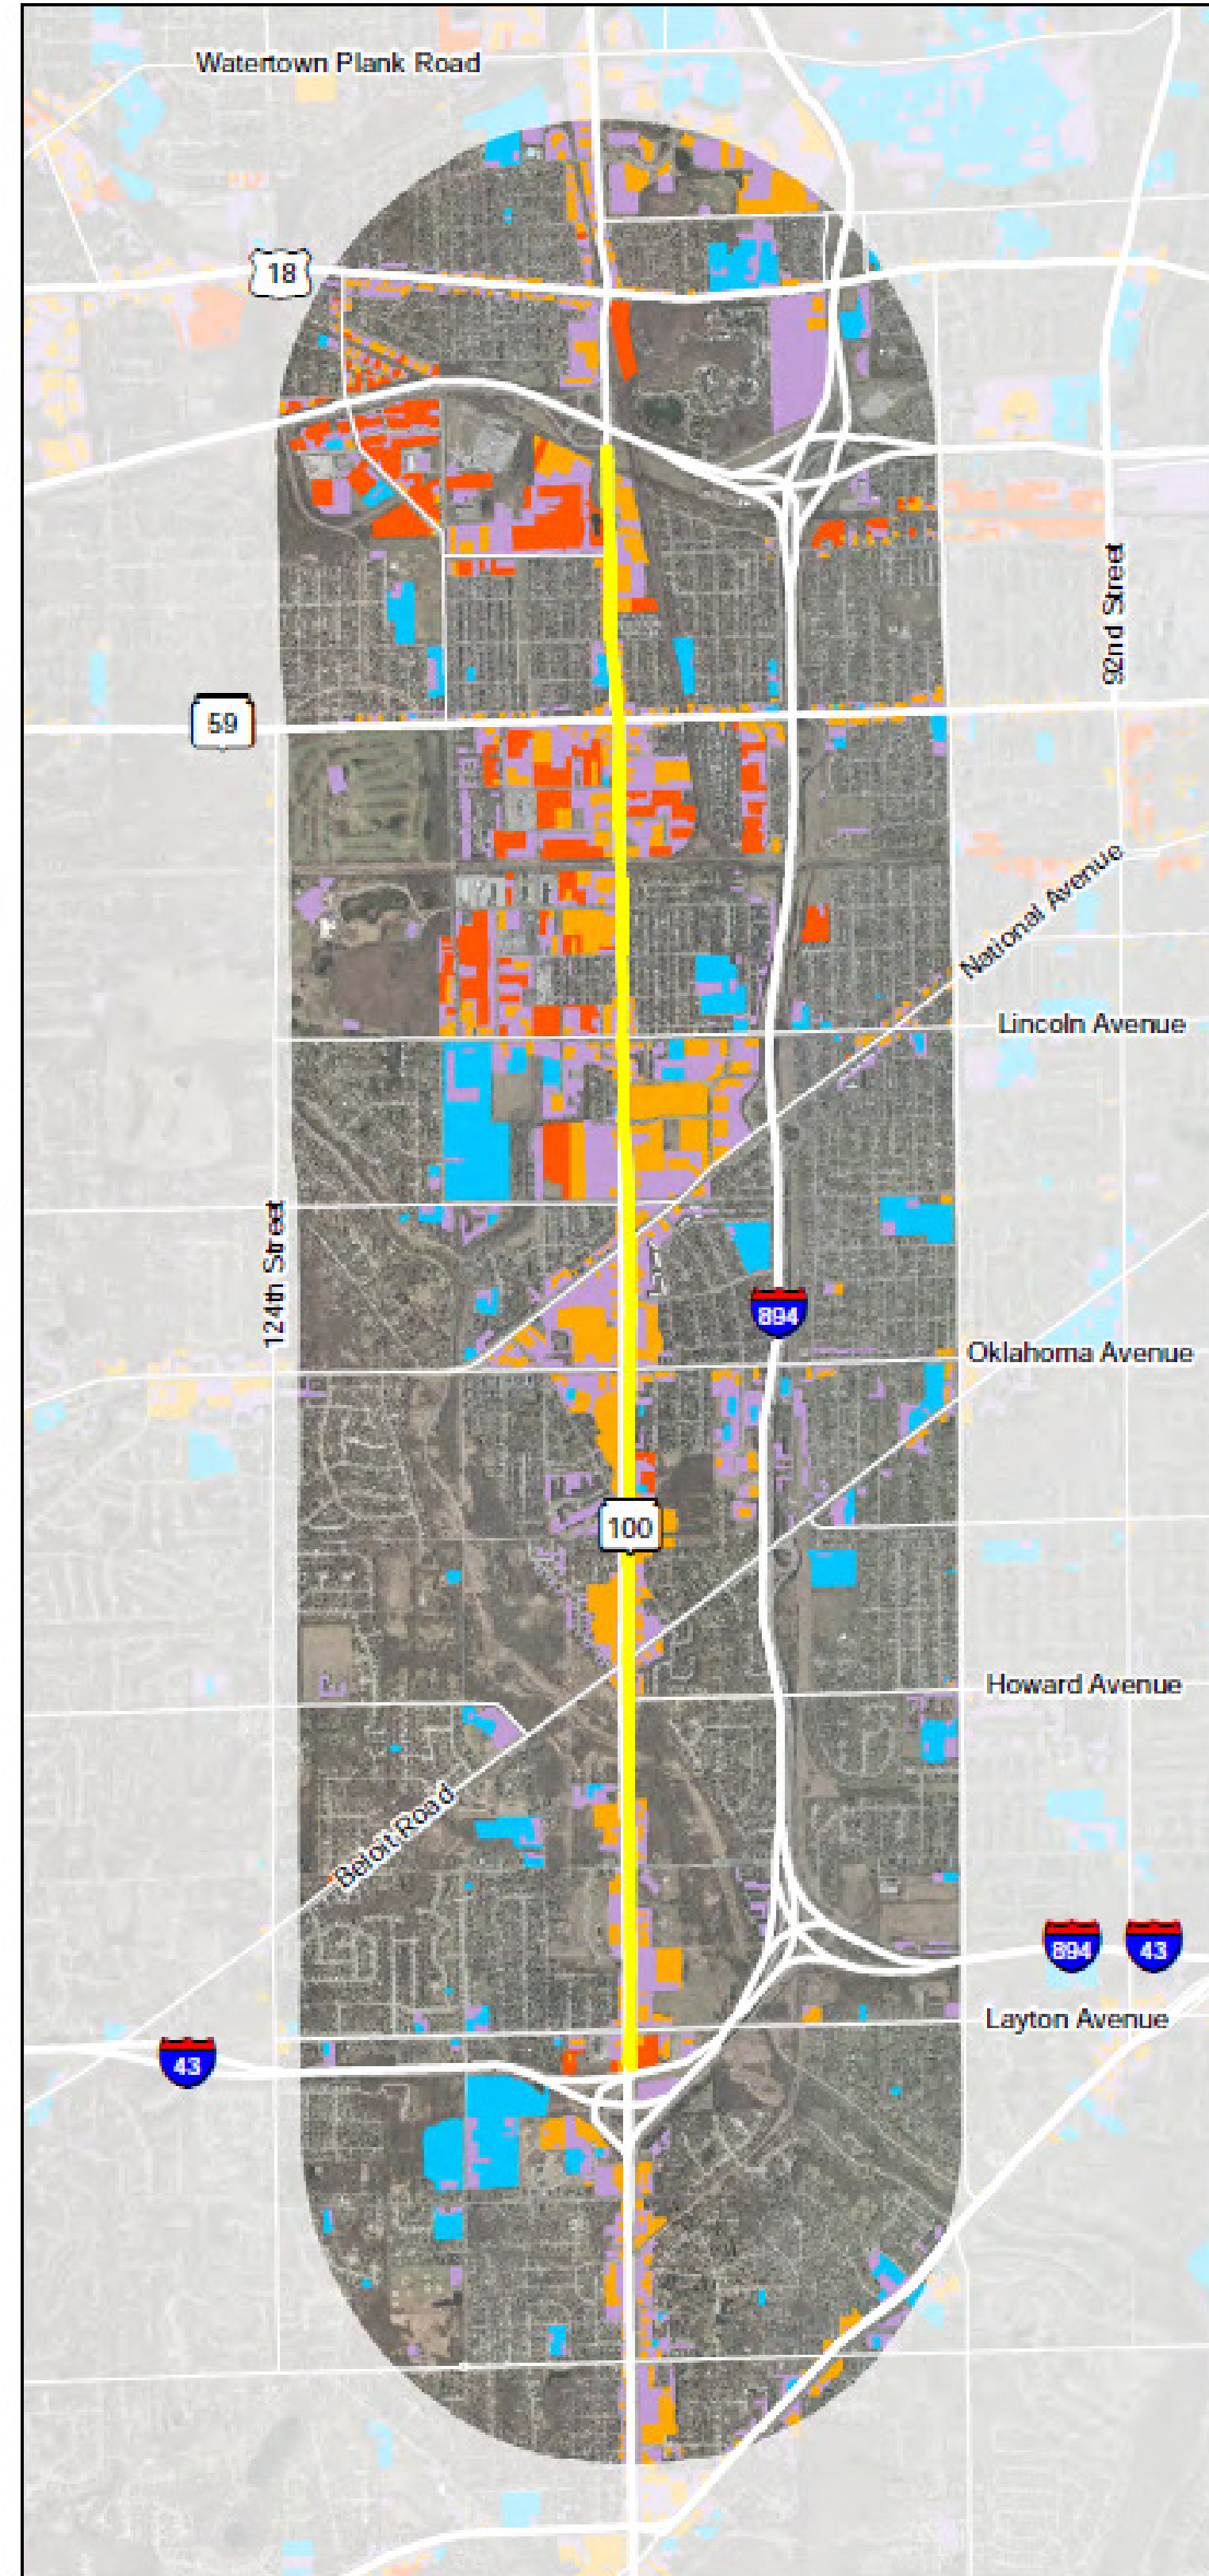 Watertown Plank Road
18
92nd Street
59
National Avenue
Lincoln Avenue
124th Street
894
Oklahoma Avenue
100
Howard Avenue
Beloit Road
894
43
Layton Avenue
43